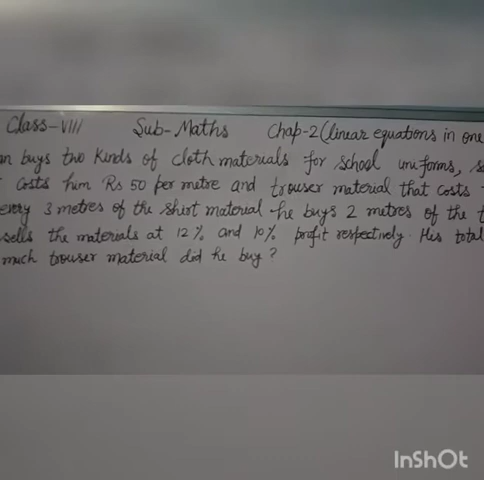 Class-VIII Sub-Maths Chap-2 (linear equations in one
an buys two kinds of cloth materials for school uniforms, s
costs him Rs 50 per metre and trouser material that costs
every 3 metres of the shirt material he buys 2 metres of the t
sells the materials at 12% and 10% profit respectively. His total
much trouser material did he buy?
InShOt